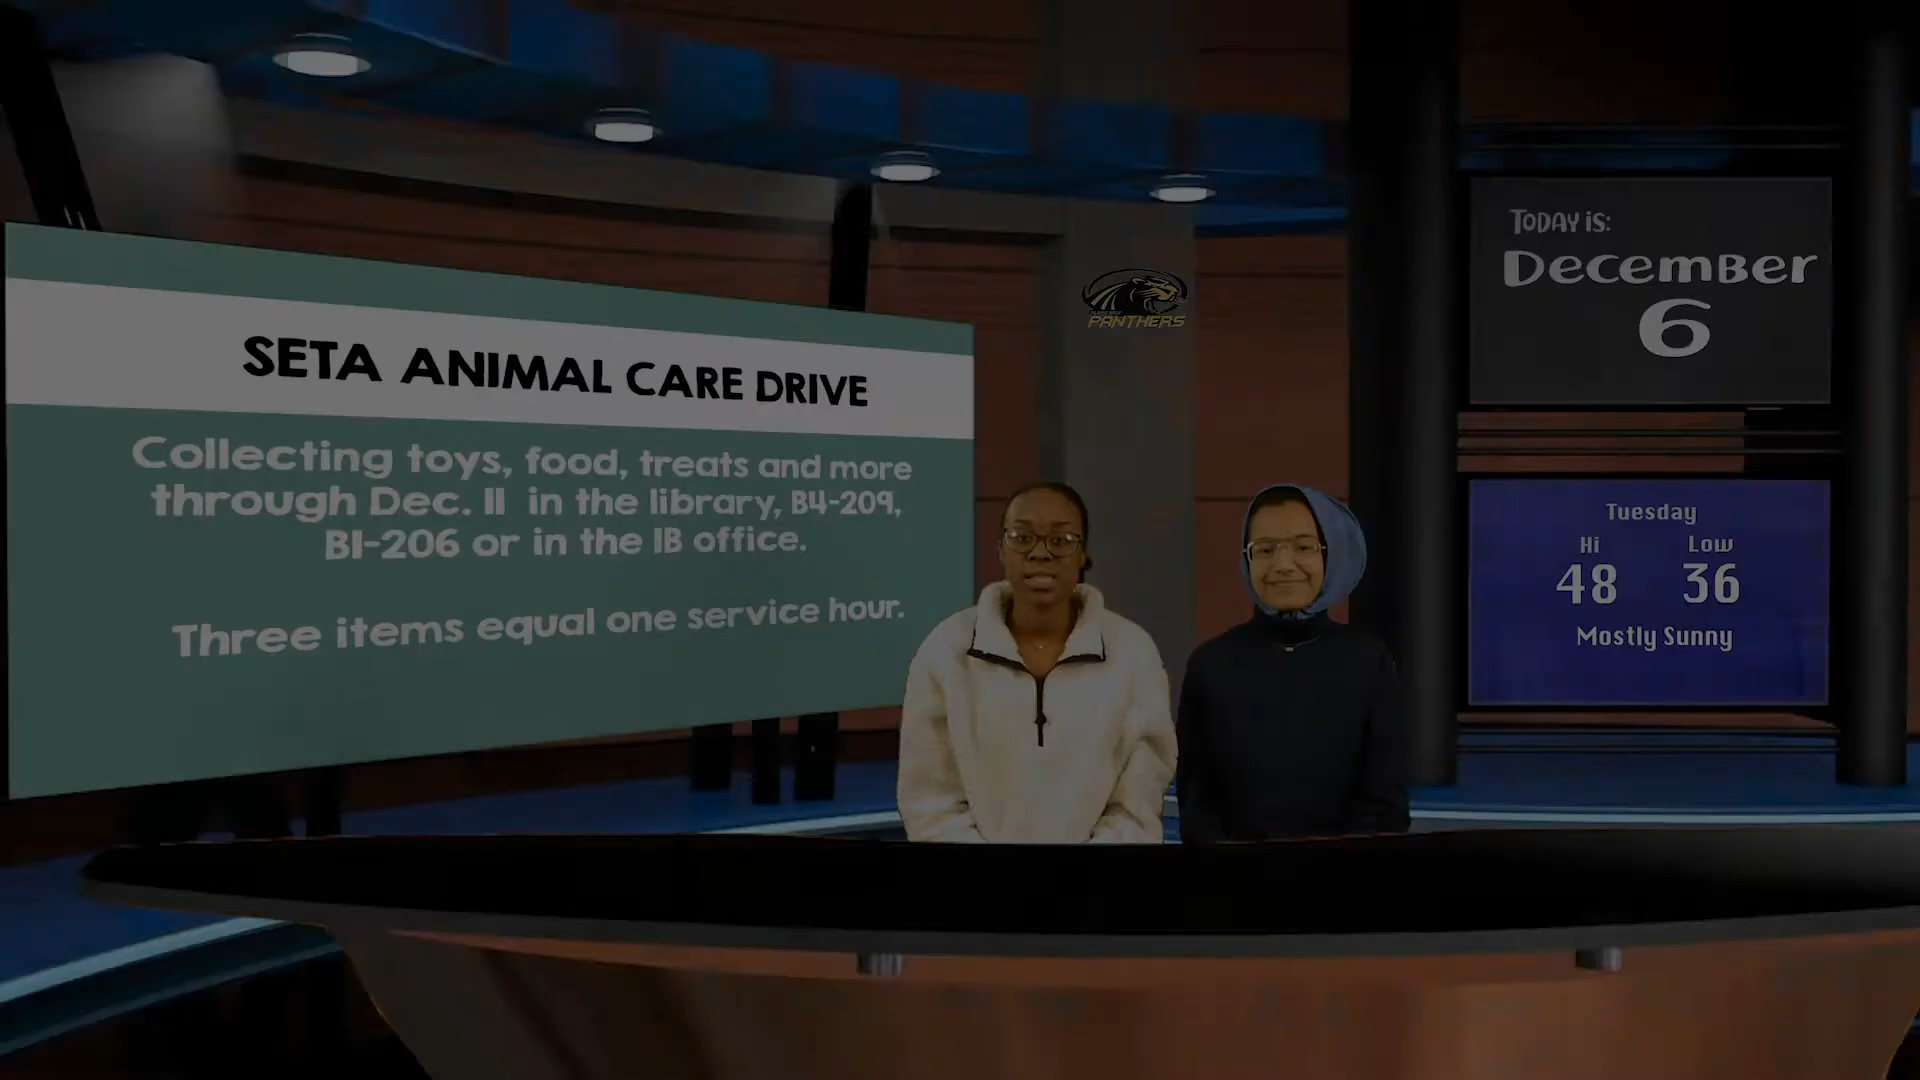 SETA ANIMAL CARE DRIVE
Collecting toys, food, treats and more
through Dec. 11 in the library, B4-209,
B1-206 or in the IB office.
Three items equal one service hour.
PANTHERS
TODAY IS:
December
6
Tuesday
Hi Low
48 36
Mostly Sunny